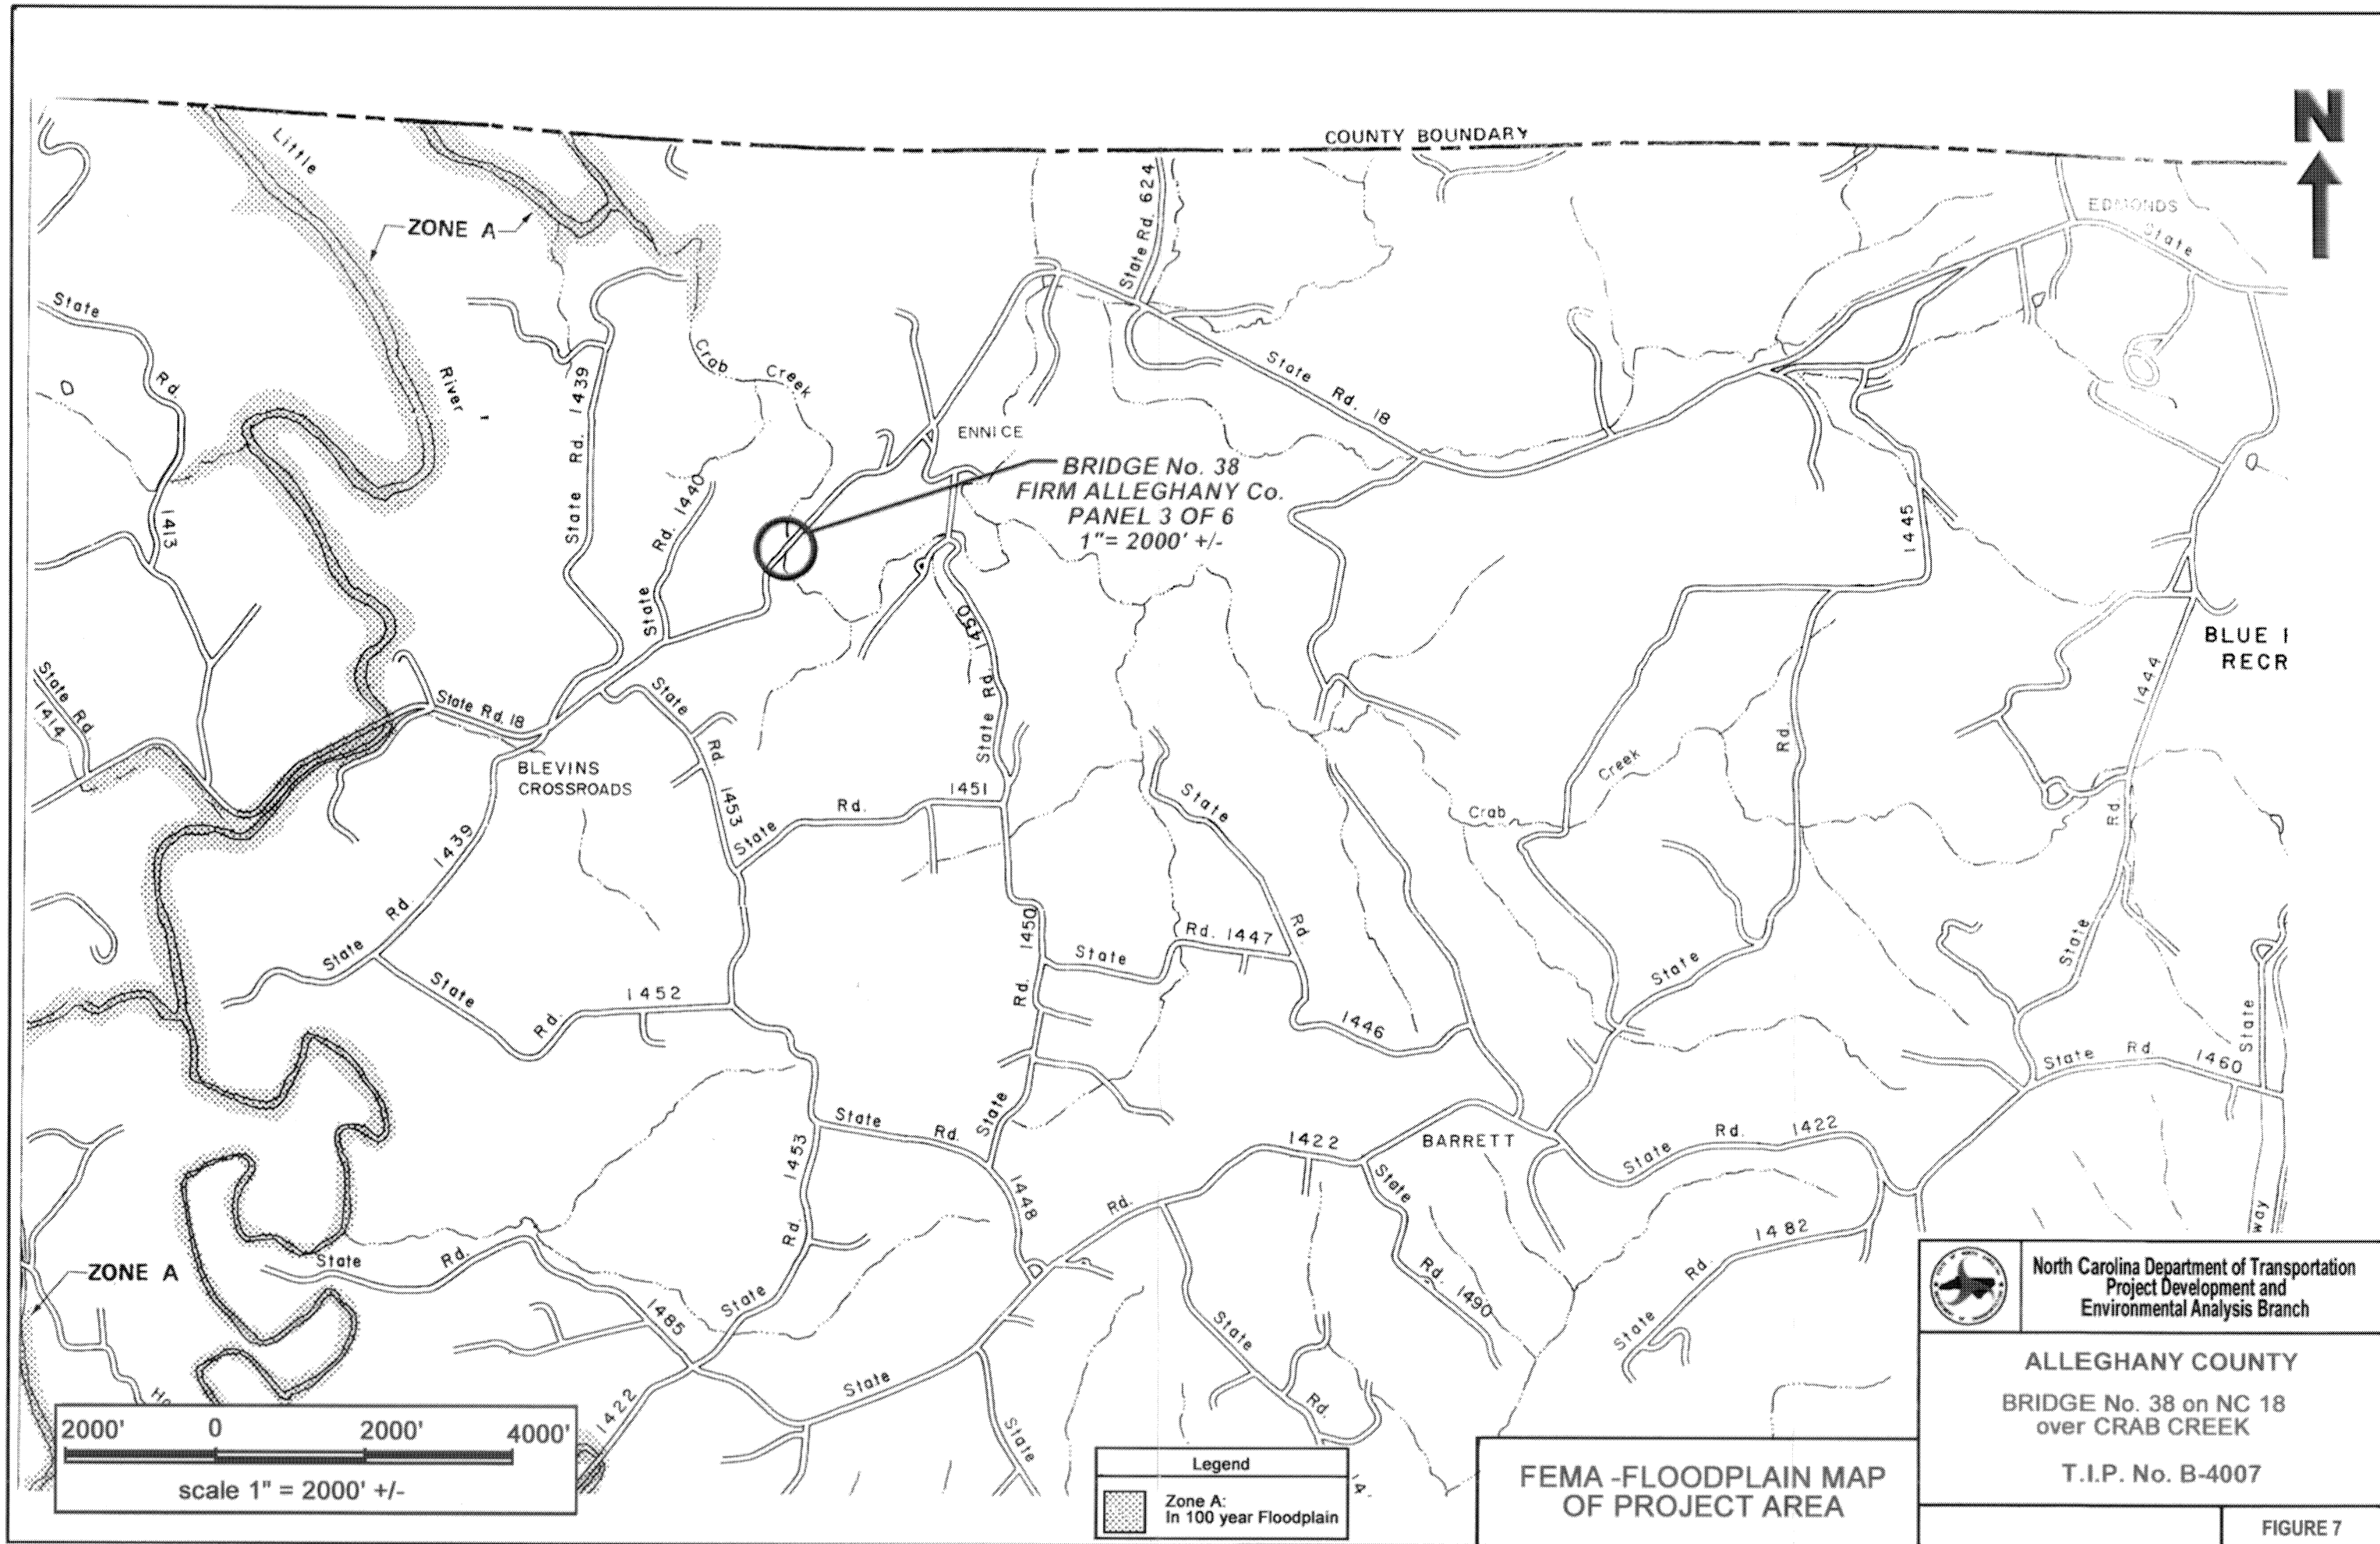 COUNTY BOUNDARY
N
Little
ZONE A
State Rd. 624
EDMONDS
State
State
Rd.
River
State Rd. 1439
Crab Creek
ENNICE
State Rd. 18
BRIDGE No. 38
FIRM ALLEGHANY Co.
PANEL 3 OF 6
1"= 2000' +/-
1413
State Rd. 1440
1445
1450
State Rd.
BLUE
RECR
1444
Rd.
State
State Rd
1414
State Rd. 18
BLEVINS
CROSSROADS
State Rd. 1453
State Rd. 1451
State Rd.
Crab Creek
Rd.
State
State Rd. 1439
State Rd. 1452
State Rd. 1450
State Rd. 1447
1446
State Rd. 1460
State
way
State Rd. 1448
1453
Rd.
State
1422
BARRETT
State Rd. 1422
State Rd. 1490
State Rd. 1482
ZONE A
State Rd. 1485
Rd.
State
1422
State Rd.
State
Ho
14
2000' 0 2000' 4000'
scale 1" = 2000' +/-
Legend
Zone A:
In 100 year Floodplain
FEMA -FLOODPLAIN MAP
OF PROJECT AREA
North Carolina Department of Transportation
Project Development and
Environmental Analysis Branch
ALLEGHANY COUNTY
BRIDGE No. 38 on NC 18
over CRAB CREEK
T.I.P. No. B-4007
FIGURE 7